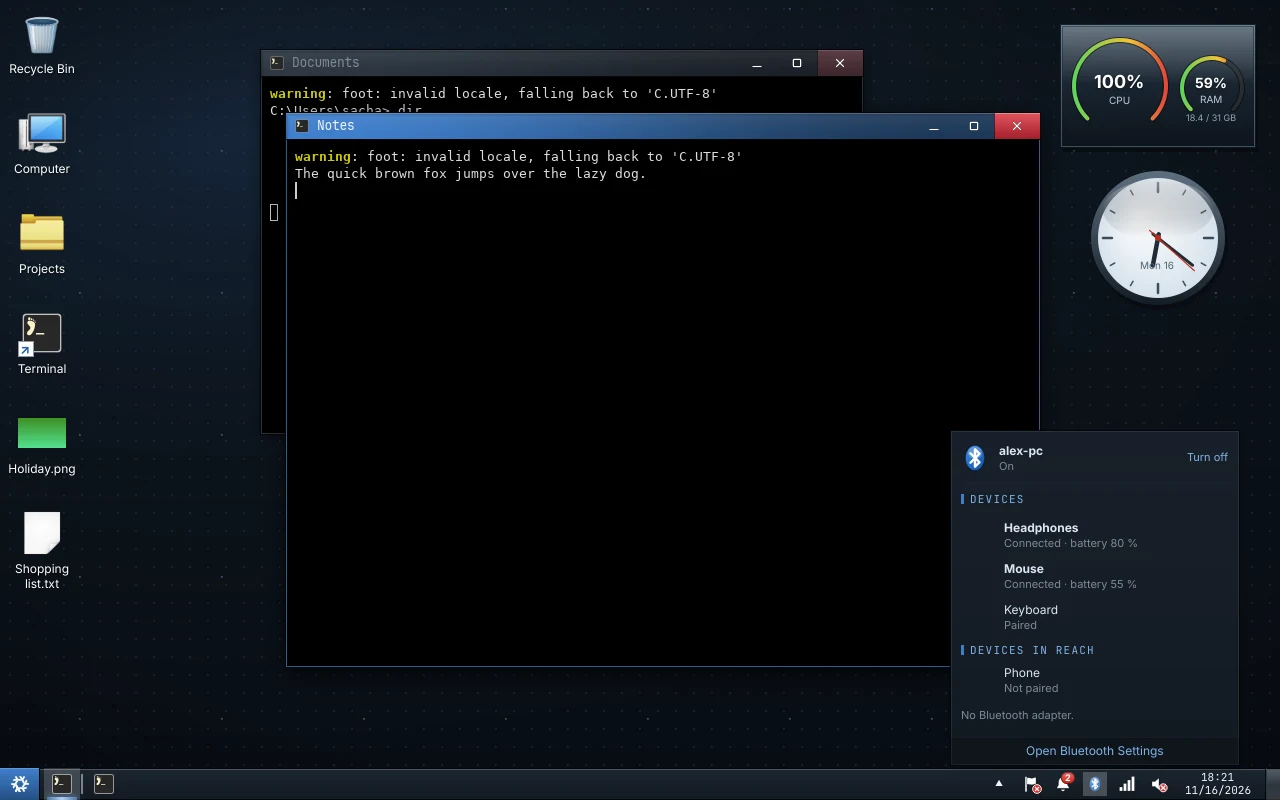 Recycle Bin
Computer
Projects
Terminal
Holiday.png
Shopping
list.txt
Documents
warning: foot: invalid locale, falling back to 'C.UTF-8'
C:\Users\sacha> dir
Notes
warning: foot: invalid locale, falling back to 'C.UTF-8'
The quick brown fox jumps over the lazy dog.
100%
CPU
59%
RAM
18.4 / 31 GB
Mon 16
alex-pc
On
Turn off
DEVICES
Headphones
Connected · battery 80 %
Mouse
Connected · battery 55 %
Keyboard
Paired
DEVICES IN REACH
Phone
Not paired
No Bluetooth adapter.
Open Bluetooth Settings
2
18:21
11/16/2026